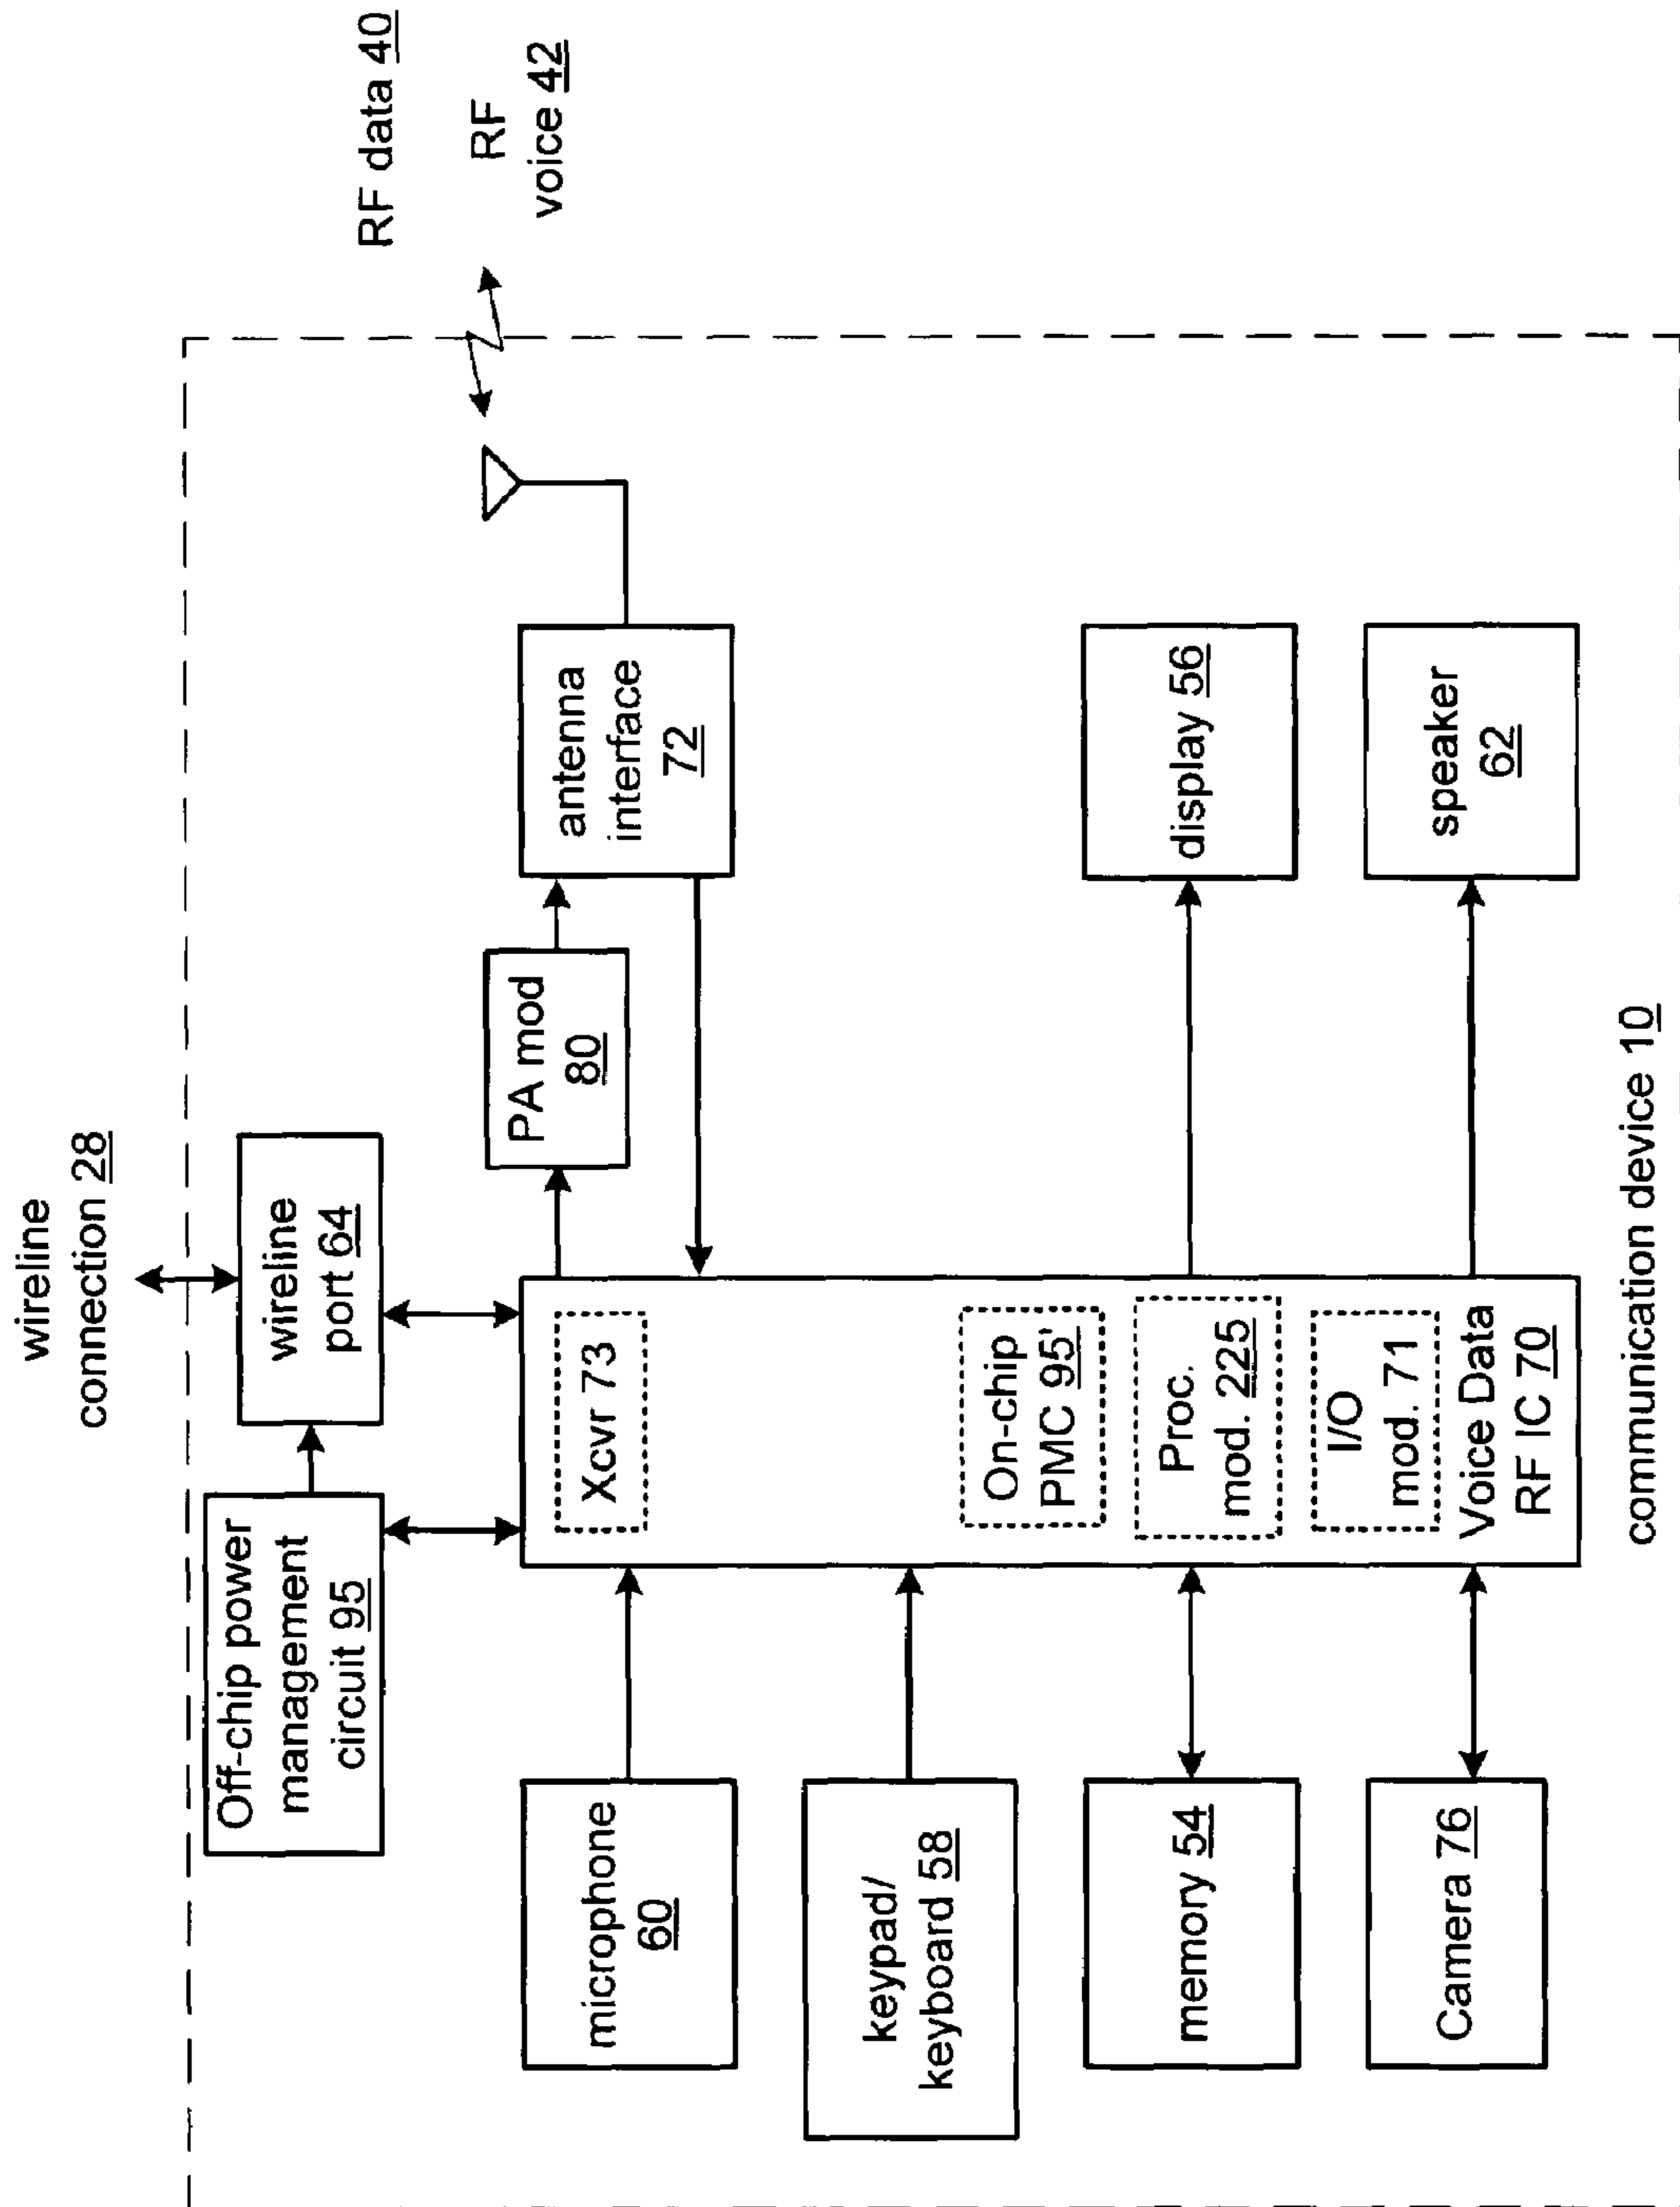 wireline
connection 28
RF data 40
RF
voice 42
Off-chip power
management
circuit 95
wireline
port 64
microphone
60
keypad/
keyboard 58
memory 54
Camera 76
Xcvr 73
On-chip
PMC 95'
Proc.
mod. 225
I/O
mod. 71
Voice Data
RF IC 70
PA mod
80
antenna
interface
72
display 56
speaker
62
communication device 10